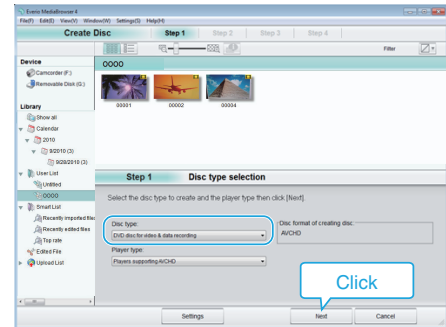 Everio MediaBrowser 4
File(F) Edit(E) View(V) Window(W) Settings(S) Help(H)
Create Disc Step 1 Step 2 Step 3 Step 4
Filter
Device
Camcorder (F:)
Removable Disk (G:)
Library
Show all
Calendar
2010
9/2010 (3)
9/28/2010 (3)
User List
Untitled
OOOO
Smart List
Recently imported files
Recently edited files
Top rate
Edited File
Upload List
OOOO
00001 00002 00004
Step 1 Disc type selection
Select the disc type to create and the player type then click [Next].
Disc type:
DVD disc for video & data recording
Player type:
Players supporting AVCHD
Disc format of creating disc.
AVCHD
Click
Settings Next Cancel